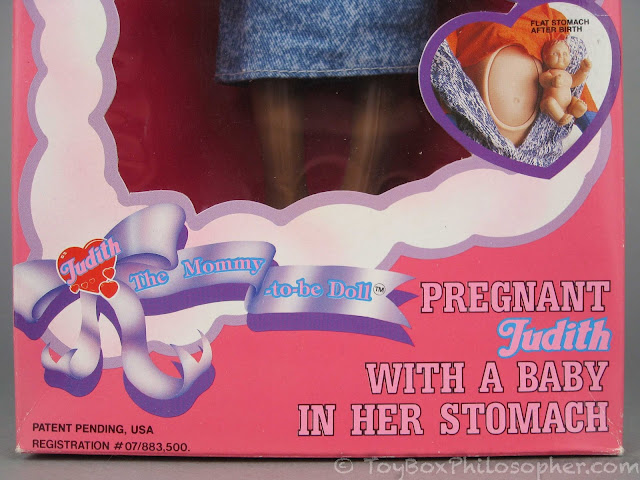 FLAT STOMACH
AFTER BIRTH
Judith
The Mommy
-to-be Doll™
PREGNANT
Judith
WITH A BABY
IN HER STOMACH
PATENT PENDING, USA
REGISTRATION #07/883,500.
© ToyBoxPhilosopher.com